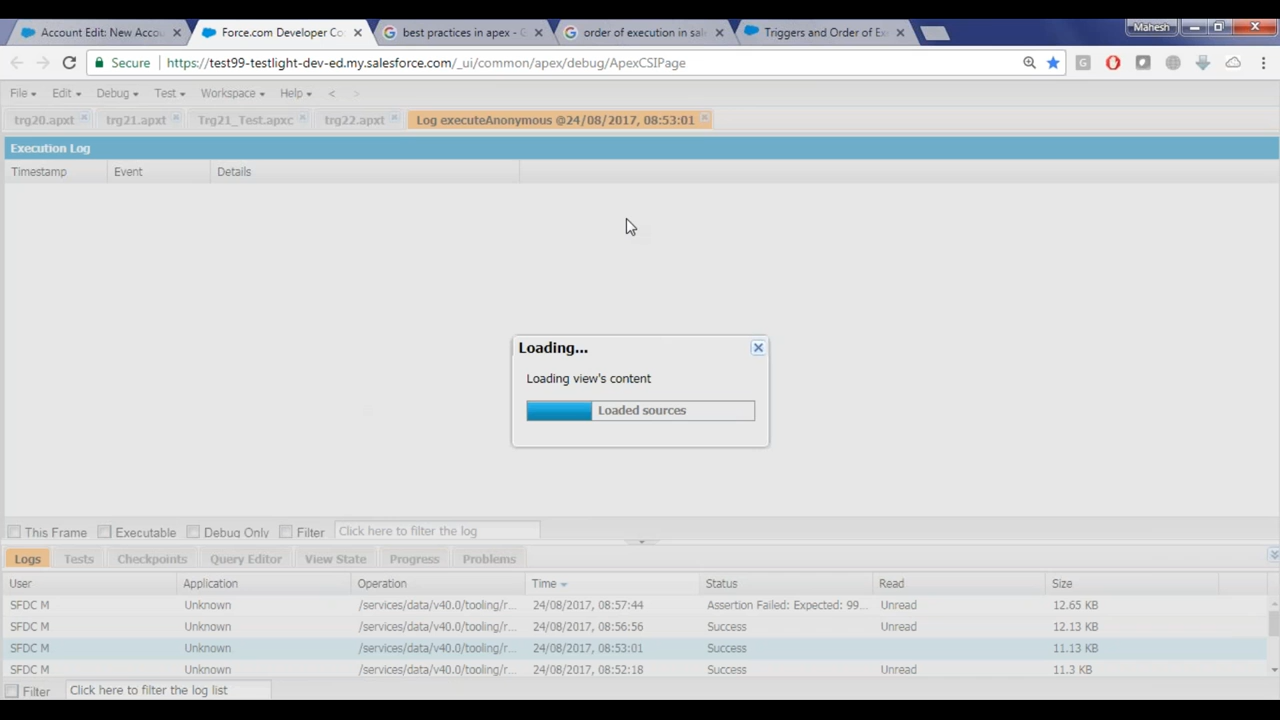 Account Edit: New Accou
Force.com Developer Co
best practices in apex - G
order of execution in sal
Triggers and Order of Ex
Mahesh
Secure
https://test99-testlight-dev-ed.my.salesforce.com/_ui/common/apex/debug/ApexCSIPage
File Edit Debug Test Workspace Help < >
trg20.apxt trg21.apxt Trg21_Test.apxc trg22.apxt Log executeAnonymous @24/08/2017, 08:53:01
Execution Log
Timestamp Event Details
Loading...
Loading view's content
Loaded sources
This Frame Executable Debug Only Filter Click here to filter the log
Logs Tests Checkpoints Query Editor View State Progress Problems
User Application Operation Time Status Read Size
SFDC M Unknown /services/data/v40.0/tooling/r... 24/08/2017, 08:57:44 Assertion Failed: Expected: 99... Unread 12.65 KB
SFDC M Unknown /services/data/v40.0/tooling/r... 24/08/2017, 08:56:56 Success Unread 12.13 KB
SFDC M Unknown /services/data/v40.0/tooling/r... 24/08/2017, 08:53:01 Success 11.13 KB
SFDC M Unknown /services/data/v40.0/tooling/r... 24/08/2017, 08:52:18 Success Unread 11.3 KB
Filter Click here to filter the log list